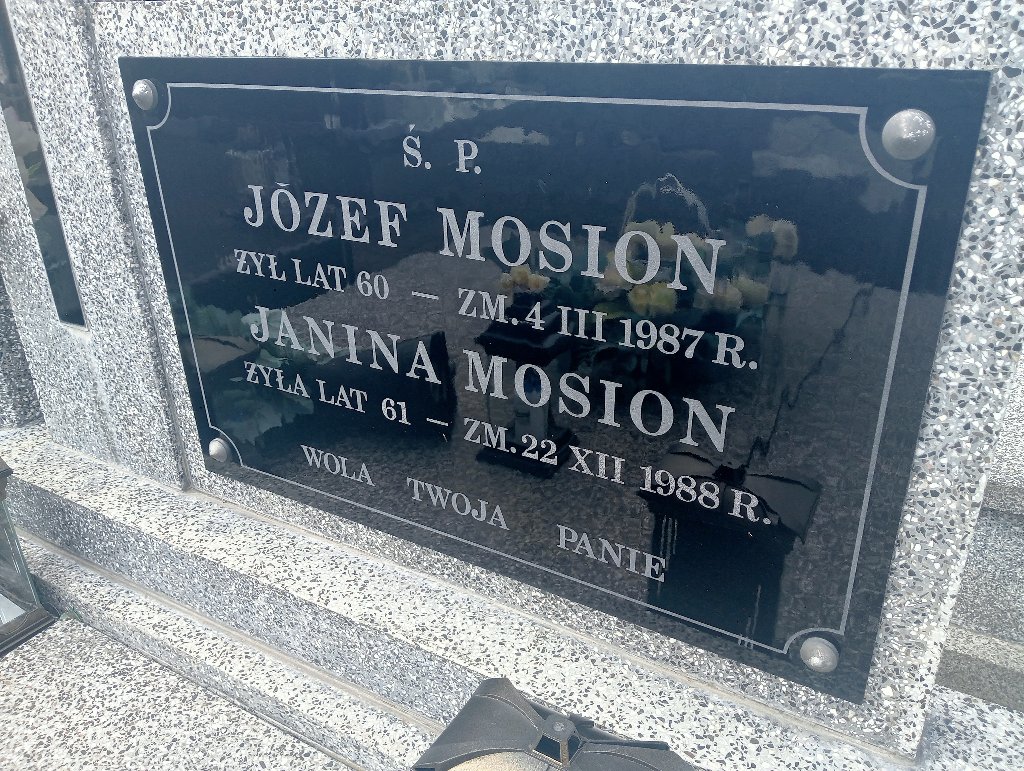 Ś. P.
JÓZEF MOSION
ŻYŁ LAT 60 — ZM. 4 III 1987 R.
JANINA MOSION
ŻYŁA LAT 61 — ZM. 22 XII 1988 R.
WOLA TWOJA PANIE